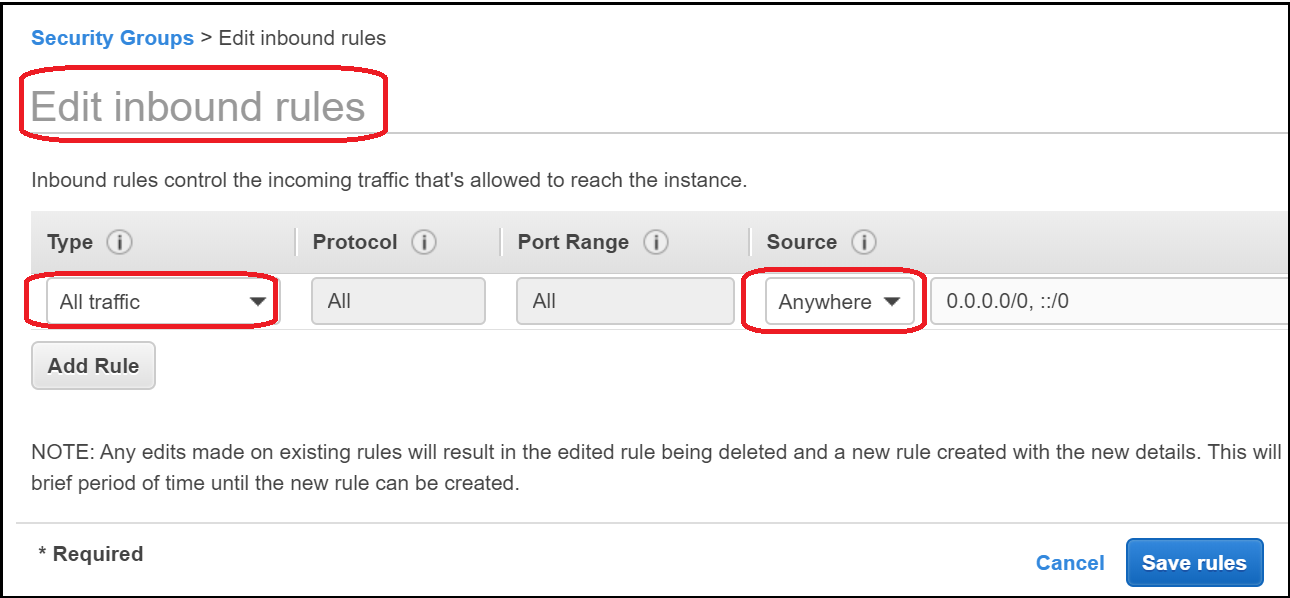 Security Groups > Edit inbound rules
Edit inbound rules
Inbound rules control the incoming traffic that's allowed to reach the instance.
Type i Protocol i Port Range i Source i
All traffic All All Anywhere 0.0.0.0/0, ::/0
Add Rule
NOTE: Any edits made on existing rules will result in the edited rule being deleted and a new rule created with the new details. This will
brief period of time until the new rule can be created.
* Required
Cancel Save rules